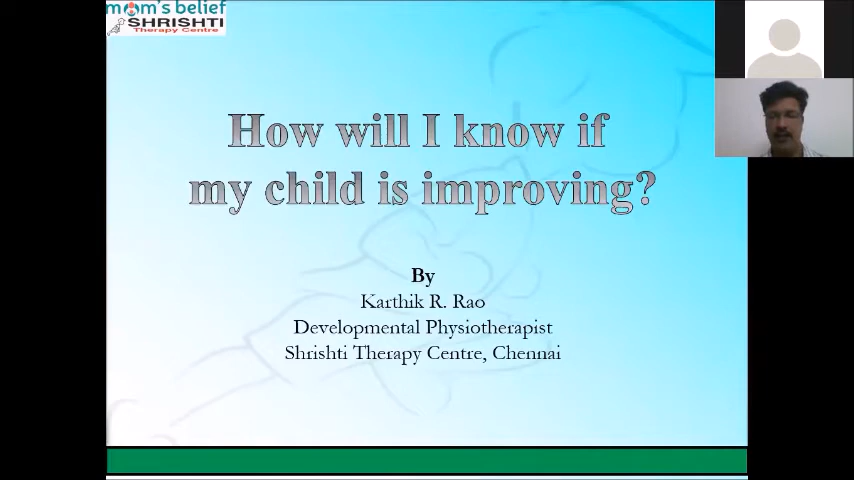 mom's belief
SHRISHTI
Therapy Centre
How will I know if
my child is improving?
By
Karthik R. Rao
Developmental Physiotherapist
Shrishti Therapy Centre, Chennai